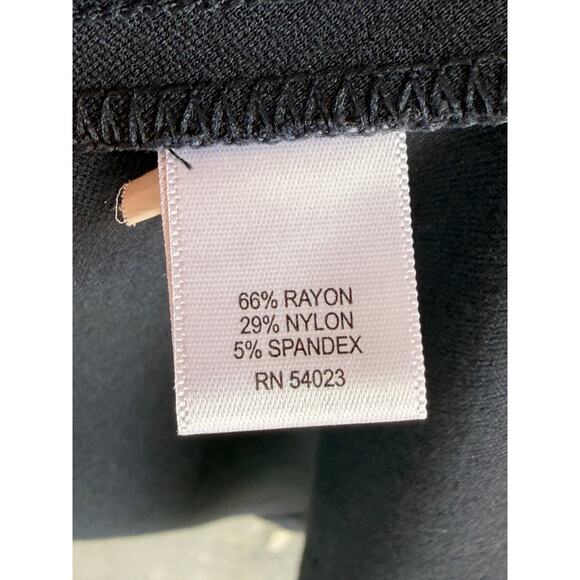 66% RAYON
29% NYLON
5% SPANDEX
RN 54023